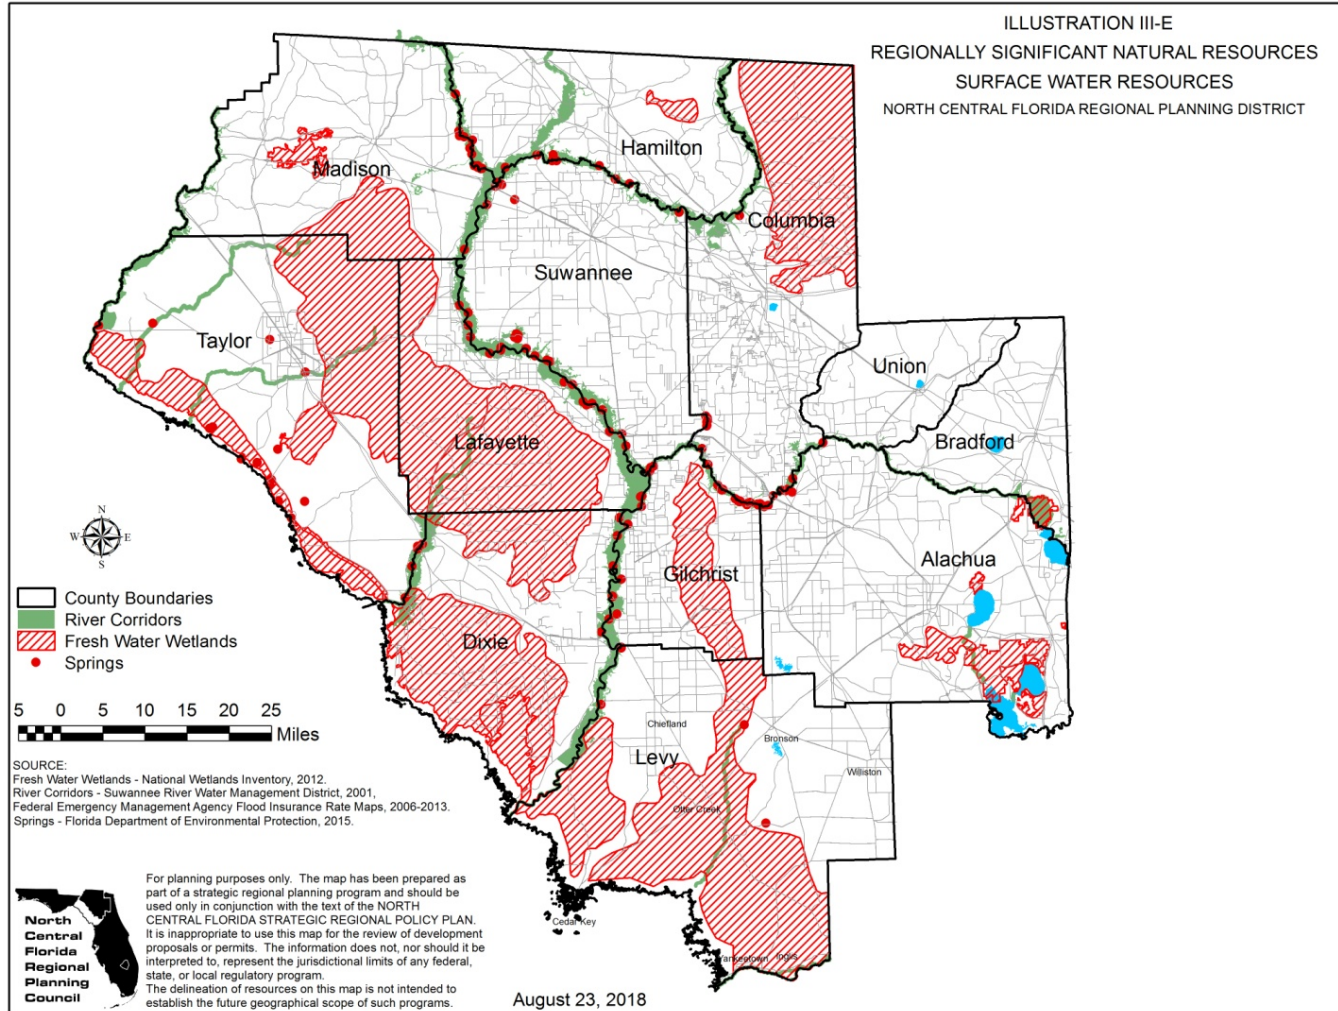 ILLUSTRATION III-E
REGIONALLY SIGNIFICANT NATURAL RESOURCES
SURFACE WATER RESOURCES
NORTH CENTRAL FLORIDA REGIONAL PLANNING DISTRICT
Hamilton
Madison
Columbia
Suwannee
Taylor
Union
Lafayette
Bradford
Alachua
Gilchrist
Dixie
Chiefland
Levy
Bronson
Williston
Otter Creek
Cedar Key
Yankeetown
Inglis
N
W
E
S
County Boundaries
River Corridors
Fresh Water Wetlands
Springs
5 0 5 10 15 20 25
Miles
SOURCE:
Fresh Water Wetlands - National Wetlands Inventory, 2012.
River Corridors - Suwannee River Water Management District, 2001,
Federal Emergency Management Agency Flood Insurance Rate Maps, 2006-2013.
Springs - Florida Department of Environmental Protection, 2015.
North
Central
Florida
Regional
Planning
Council
For planning purposes only. The map has been prepared as
part of a strategic regional planning program and should be
used only in conjunction with the text of the NORTH
CENTRAL FLORIDA STRATEGIC REGIONAL POLICY PLAN.
It is inappropriate to use this map for the review of development
proposals or permits. The information does not, nor should it be
interpreted to, represent the jurisdictional limits of any federal,
state, or local regulatory program.
The delineation of resources on this map is not intended to
establish the future geographical scope of such programs.
August 23, 2018